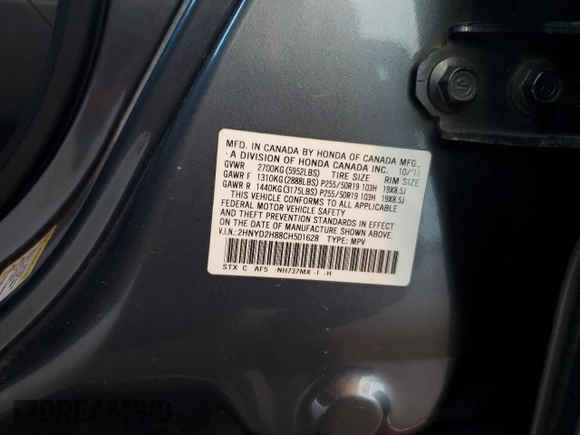 MFD. IN CANADA BY HONDA OF CANADA MFG.,
- A DIVISION OF HONDA CANADA INC. 10/'11
GVWR 2700KG(5952LBS) TIRE SIZE RIM SIZE
GAWR F 1310KG(2888LBS) P255/50R19 103H 19X8.5J
GAWR R 1440KG(3175LBS) P255/50R19 103H 19X8.5J
THIS VEHICLE CONFORMS TO ALL APPLICABLE
FEDERAL MOTOR VEHICLE SAFETY
AND THEFT PREVENTION STANDARDS IN EFFECT
ON THE DATE OF MANUFACTURE SHOWN ABOVE.
V.I.N.: 2HNYD2H88CH501628 TYPE: MPV
STX C AF5 -NH737MX -I -H
DREAMBID